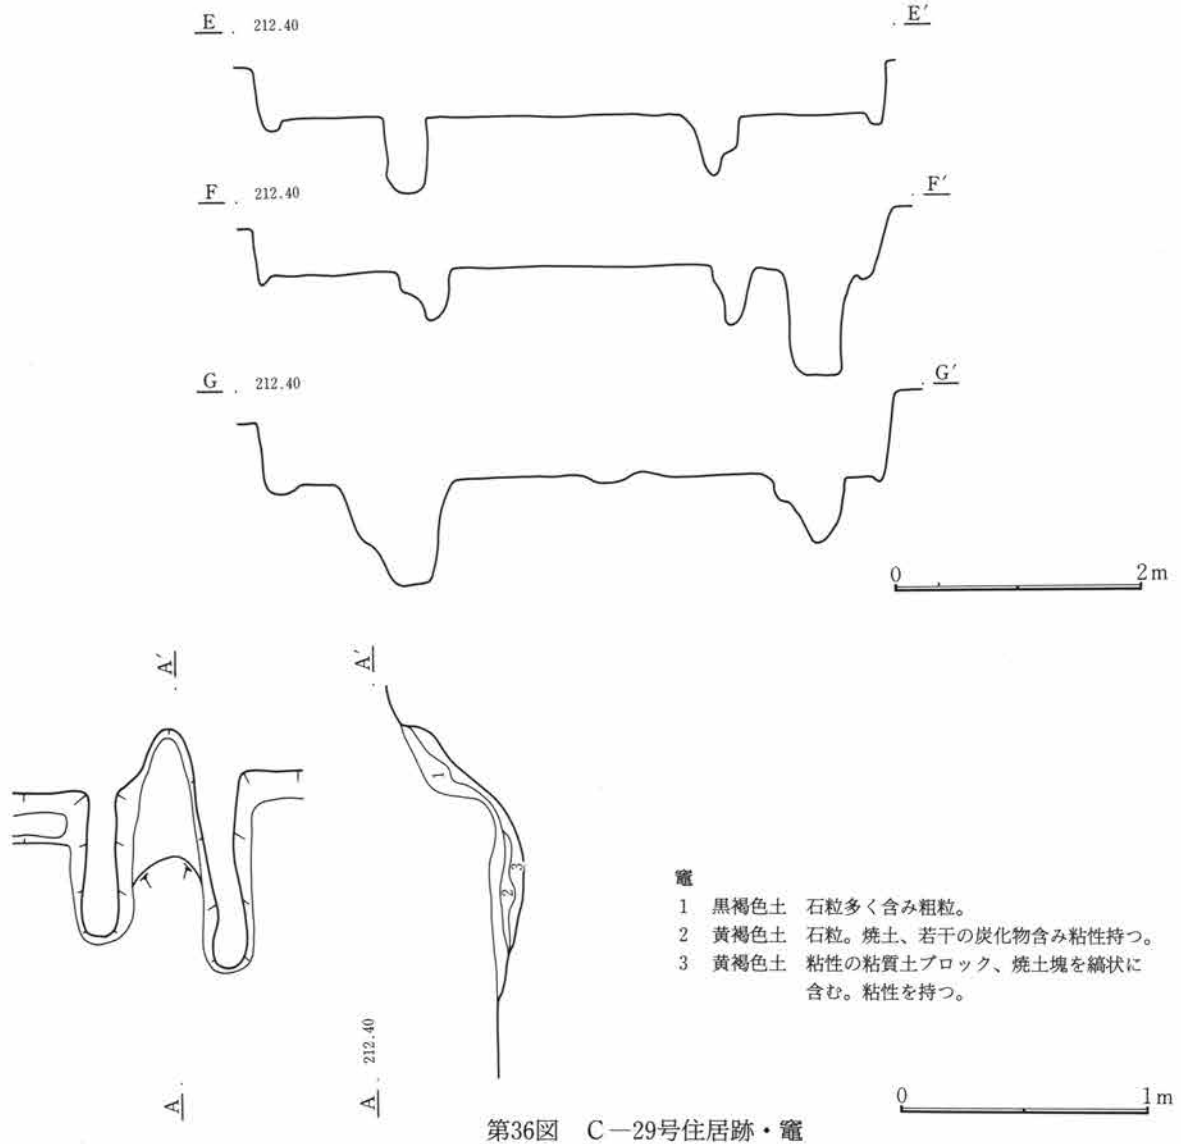 E . 212.40 . E′
F . 212.40 . F′
G . 212.40 . G′
0 2m
A′ A′
1
2
3
竈
1 黒褐色土 石粒多く含み粗粒。
2 黄褐色土 石粒。焼土、若干の炭化物含み粘性持つ。
3 黄褐色土 粘性の粘質土ブロック、焼土塊を縞状に
含む。粘性を持つ。
A . A . 212.40
0 1m
第36図 C—29号住居跡・竈